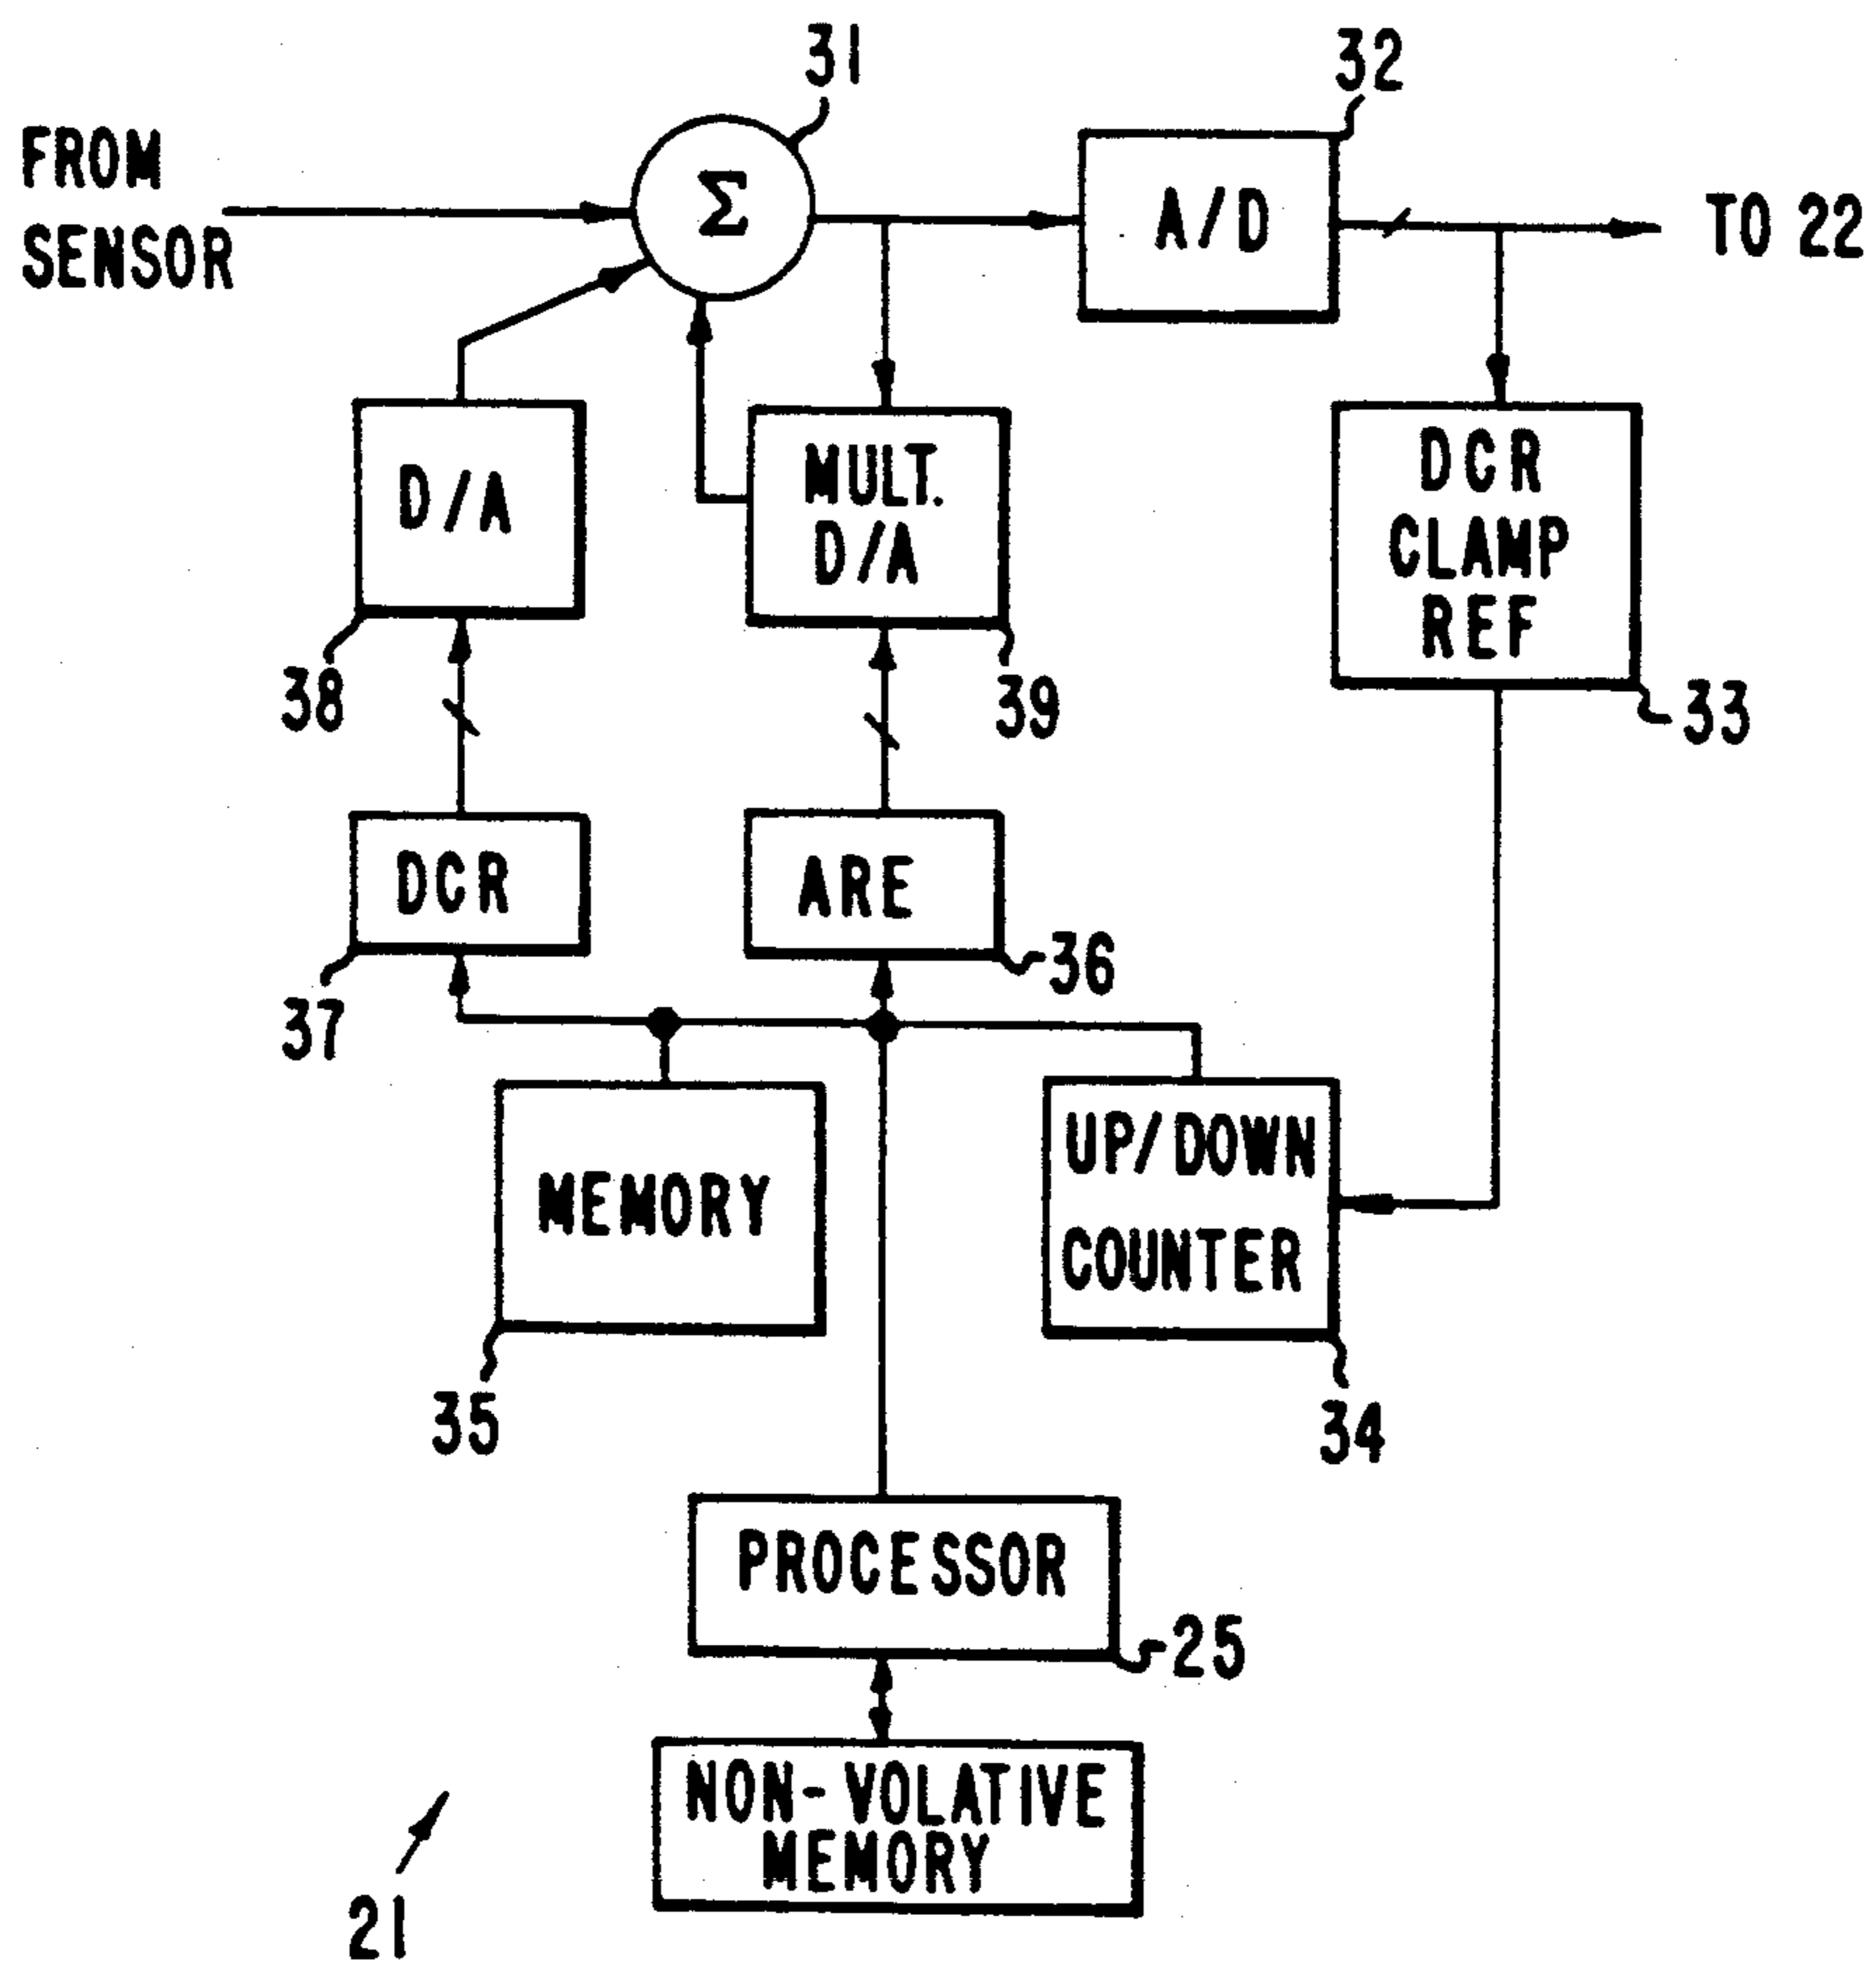 31
32
FROM
SENSOR
Σ
A/D
TO 22
D/A
MULT.
D/A
DCR
CLAMP
REF
38
39
33
DCR
ARE
37
36
MEMORY
UP/DOWN
COUNTER
35
34
PROCESSOR
25
NON-VOLATIVE
MEMORY
21